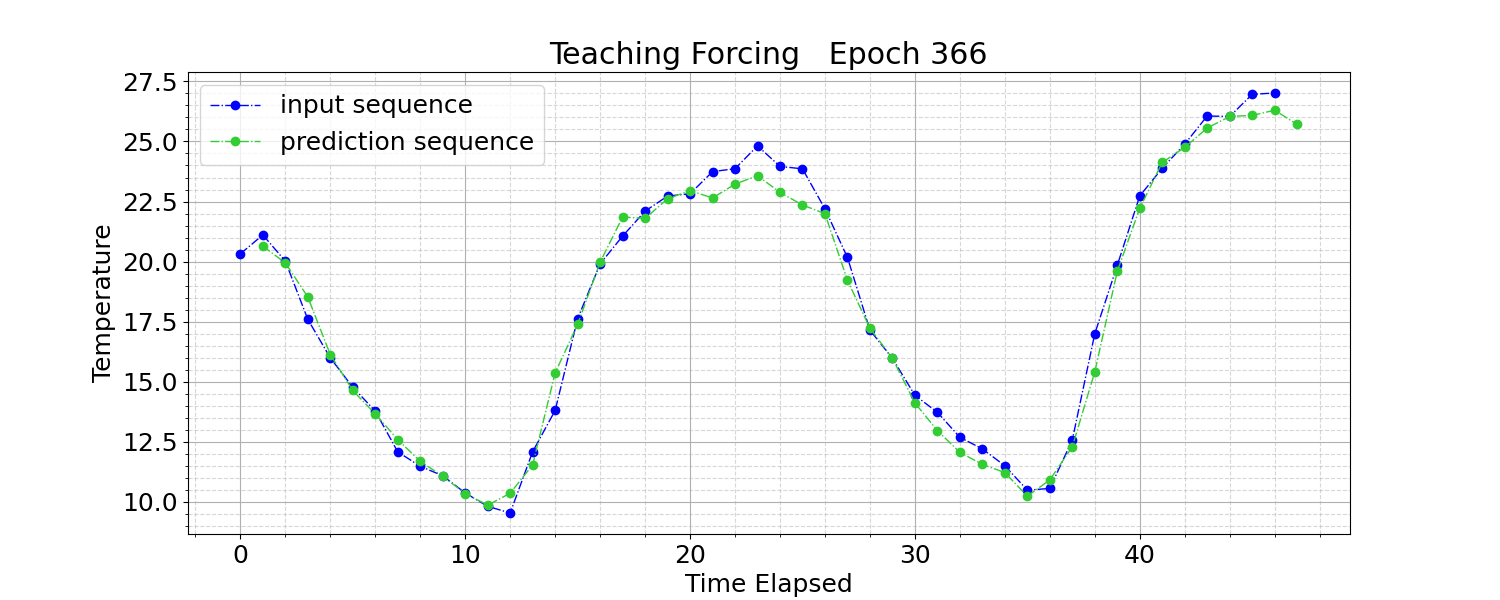 Teaching Forcing   Epoch 366
input sequence
prediction sequence
27.5
25.0
22.5
20.0
17.5
15.0
12.5
10.0
Temperature
0 10 20 30 40
Time Elapsed